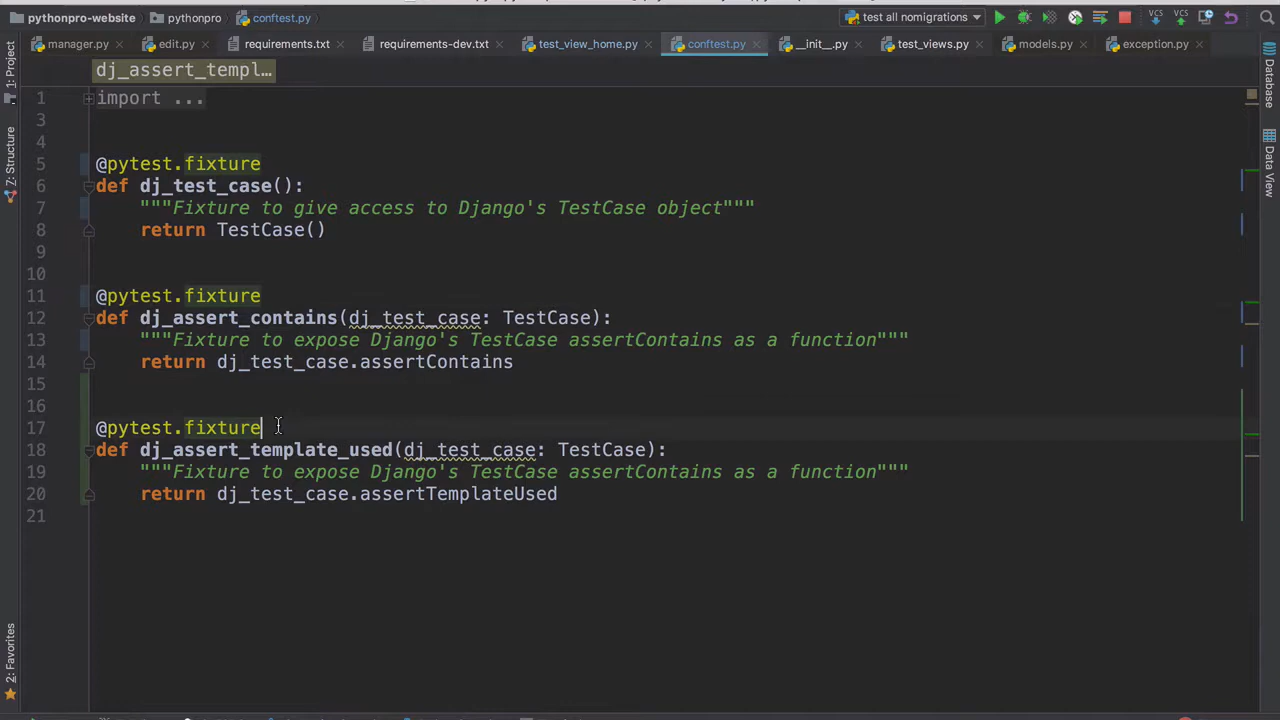 pythonpro-website
pythonpro
conftest.py
test all nomigrations
VCS
VCS
manager.py
edit.py
requirements.txt
requirements-dev.txt
test_view_home.py
conftest.py
__init__.py
test_views.py
models.py
exception.py
1: Project
Z: Structure
2: Favorites
Database
Data View
dj_assert_templ…
1 import ...
3
4
5 @pytest.fixture
6 def dj_test_case():
7 """Fixture to give access to Django's TestCase object"""
8 return TestCase()
9
10
11 @pytest.fixture
12 def dj_assert_contains(dj_test_case: TestCase):
13 """Fixture to expose Django's TestCase assertContains as a function"""
14 return dj_test_case.assertContains
15
16
17 @pytest.fixture
18 def dj_assert_template_used(dj_test_case: TestCase):
19 """Fixture to expose Django's TestCase assertContains as a function"""
20 return dj_test_case.assertTemplateUsed
21